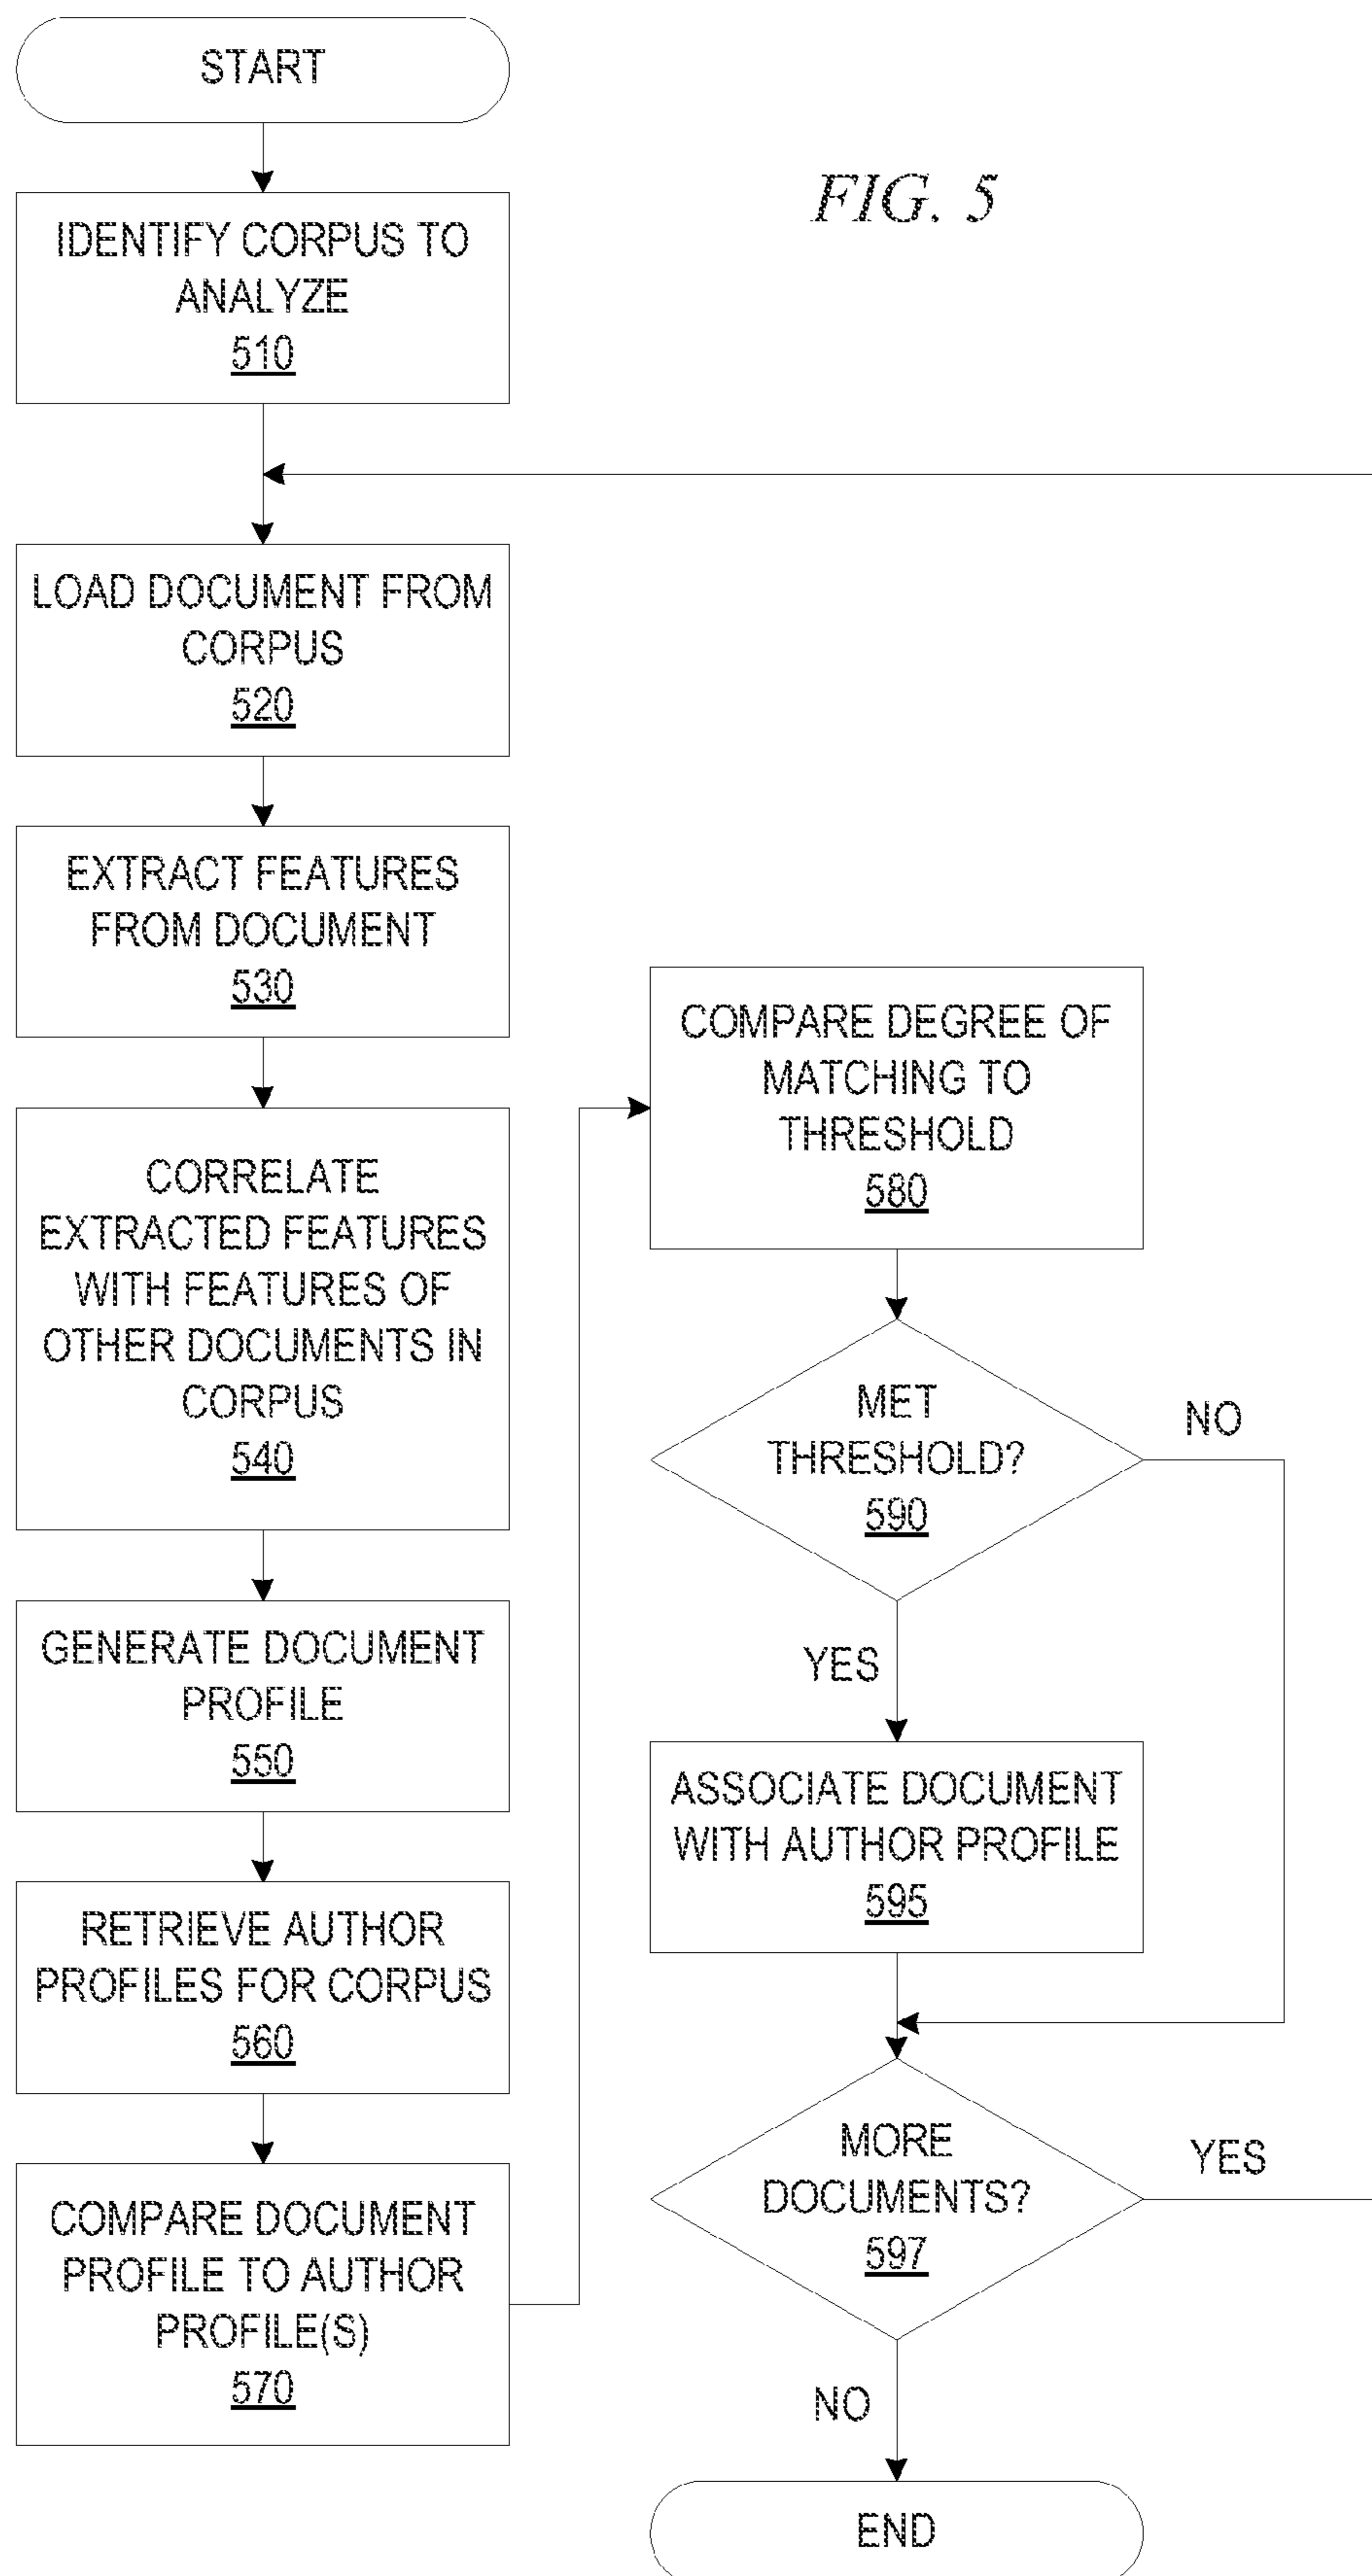 START
FIG. 5
IDENTIFY CORPUS TO
ANALYZE
510
LOAD DOCUMENT FROM
CORPUS
520
EXTRACT FEATURES
FROM DOCUMENT
530
CORRELATE
EXTRACTED FEATURES
WITH FEATURES OF
OTHER DOCUMENTS IN
CORPUS
540
GENERATE DOCUMENT
PROFILE
550
RETRIEVE AUTHOR
PROFILES FOR CORPUS
560
COMPARE DOCUMENT
PROFILE TO AUTHOR
PROFILE(S)
570
COMPARE DEGREE OF
MATCHING TO
THRESHOLD
580
MET
THRESHOLD?
590
NO
YES
ASSOCIATE DOCUMENT
WITH AUTHOR PROFILE
595
MORE
DOCUMENTS?
597
YES
NO
END